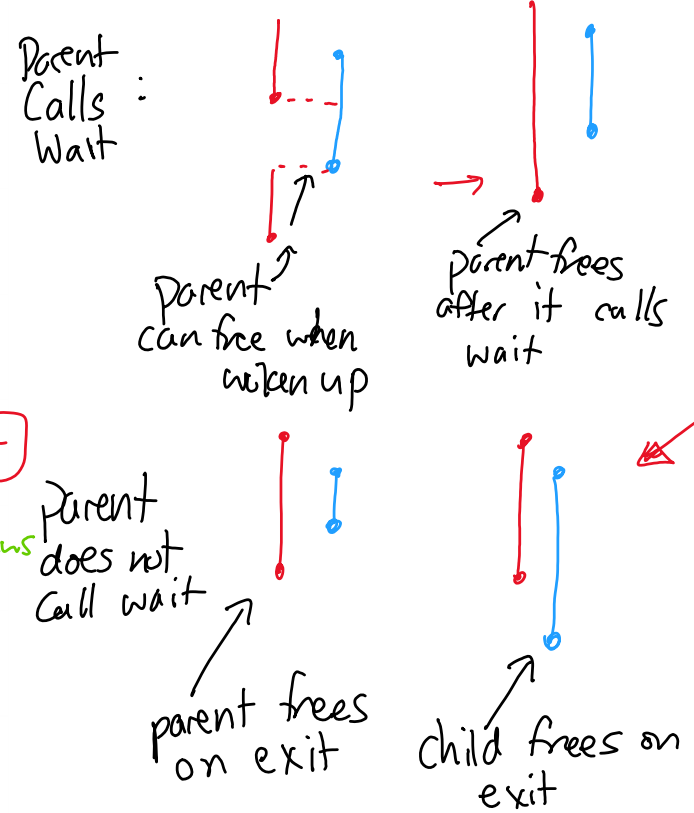 Parent
Calls :
Wait
parent
can free when
woken up
parent frees
after it calls
wait
parent
does not
call wait
parent frees
on exit
child frees on
exit